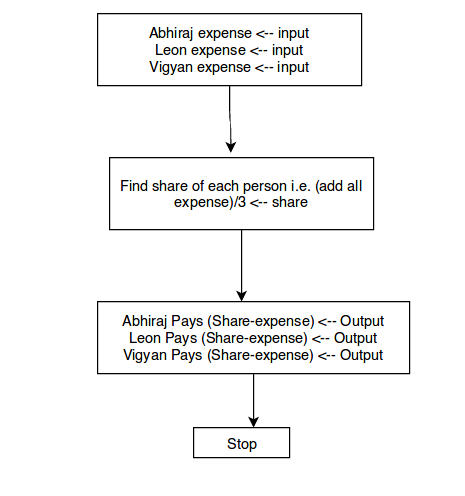 Abhiraj expense <-- input
Leon expense <-- input
Vigyan expense <-- input
Find share of each person i.e. (add all
expense)/3 <-- share
Abhiraj Pays (Share-expense) <-- Output
Leon Pays (Share-expense) <-- Output
Vigyan Pays (Share-expense) <-- Output
Stop